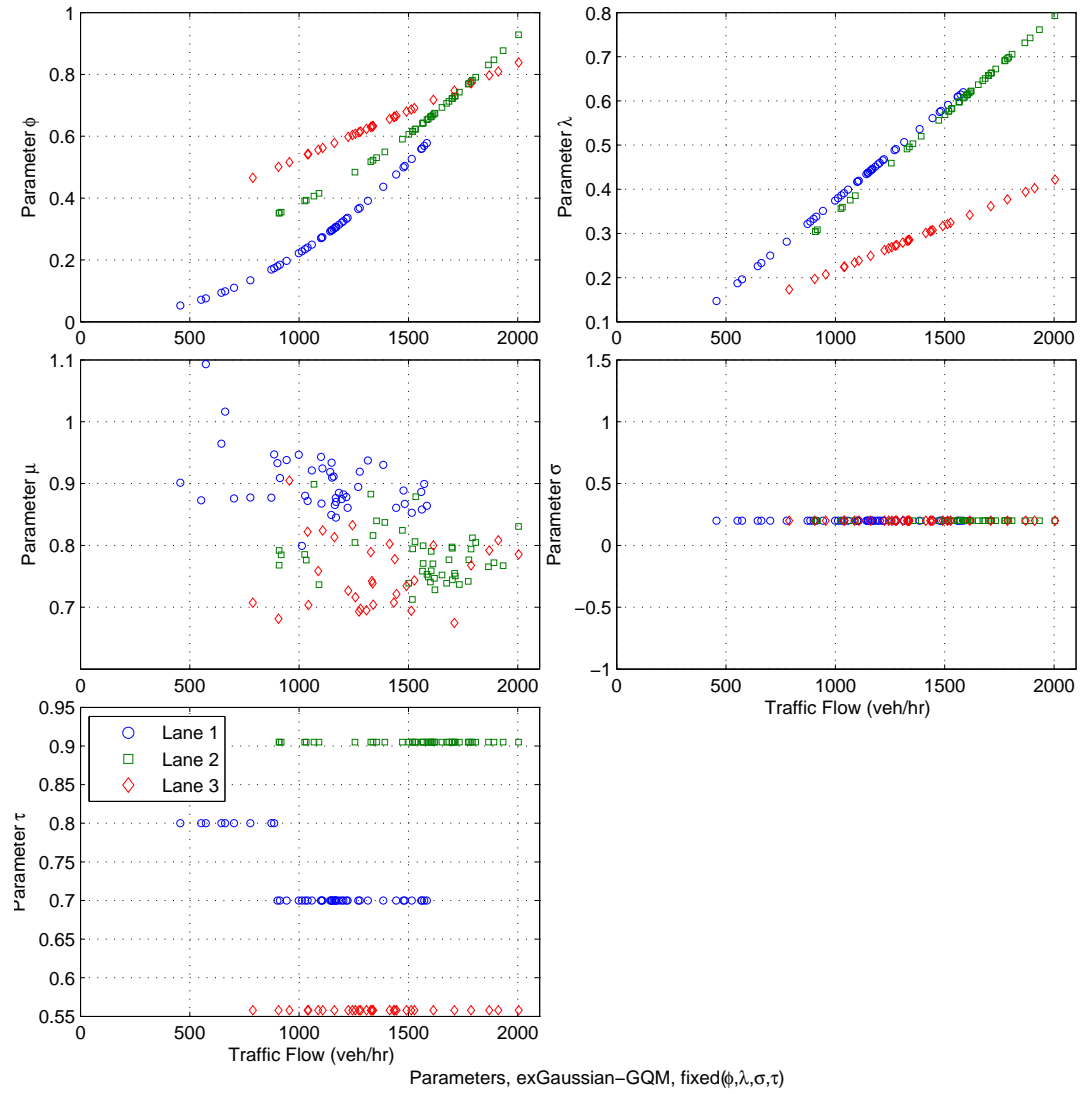 1
0.8
0.6
0.4
0.2
0
Parameter ϕ
0 500 1000 1500 2000
0.8
0.7
0.6
0.5
0.4
0.3
0.2
0.1
Parameter λ
500 1000 1500 2000
1.1
1
0.9
0.8
0.7
Parameter μ
0 500 1000 1500 2000
1.5
1
0.5
0
−0.5
−1
Parameter σ
0 500 1000 1500 2000
Traffic Flow (veh/hr)
0.95
0.9
0.85
0.8
0.75
0.7
0.65
0.6
0.55
Parameter τ
Lane 1
Lane 2
Lane 3
0 500 1000 1500 2000
Traffic Flow (veh/hr)
Parameters, exGaussian−GQM, fixed(ϕ,λ,σ,τ)